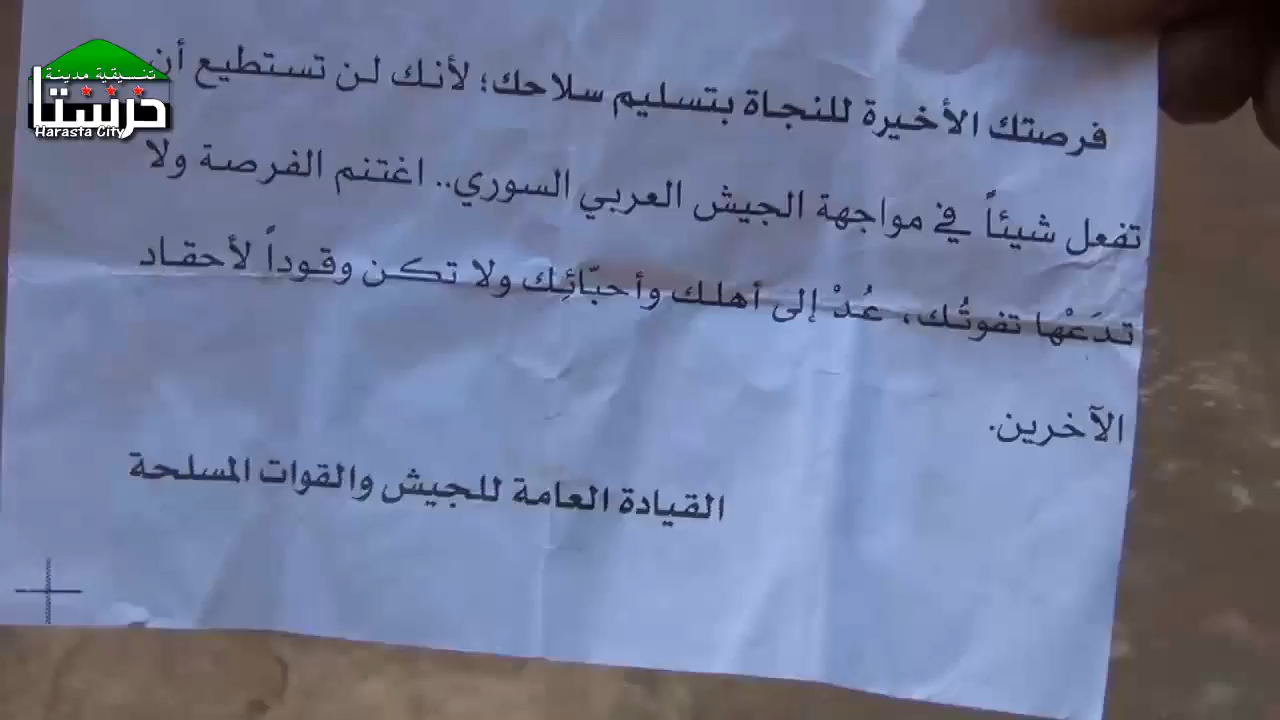 تنسيقية مدينة
حرستا
Harasta City
فرصتك الأخيرة للنجاة بتسليم سلاحك؛ لأنك لن تستطيع أن
تفعل شيئاً في مواجهة الجيش العربي السوري.. اغتنم الفرصة ولا
تدَعْها تفوتُك، عُدْ إلى أهلك وأحبّائِك ولا تكن وقوداً لأحقاد
الآخرين.
القيادة العامة للجيش والقوات المسلحة